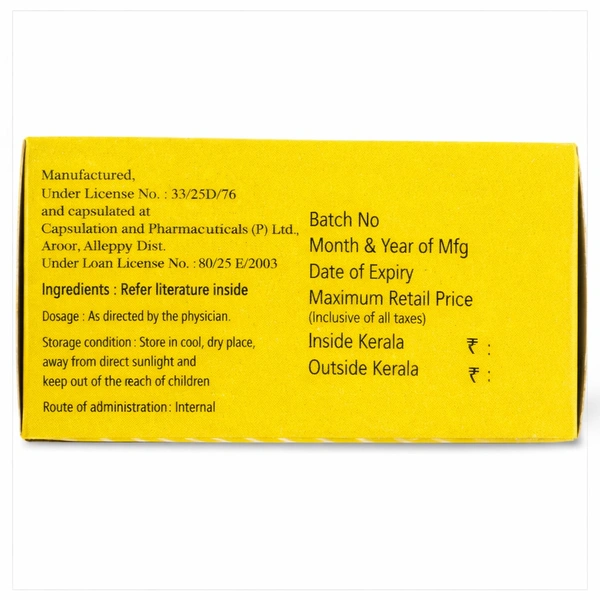 Manufactured,
Under License No. : 33/25D/76
and capsulated at
Capsulation and Pharmacuticals (P) Ltd.,
Aroor, Alleppy Dist.
Under Loan License No. : 80/25 E/2003
Ingredients : Refer literature inside
Dosage : As directed by the physician.
Storage condition : Store in cool, dry place,
away from direct sunlight and
keep out of the reach of children
Route of administration : Internal
Batch No
Month & Year of Mfg
Date of Expiry
Maximum Retail Price
(Inclusive of all taxes)
Inside Kerala ₹ :
Outside Kerala ₹ :